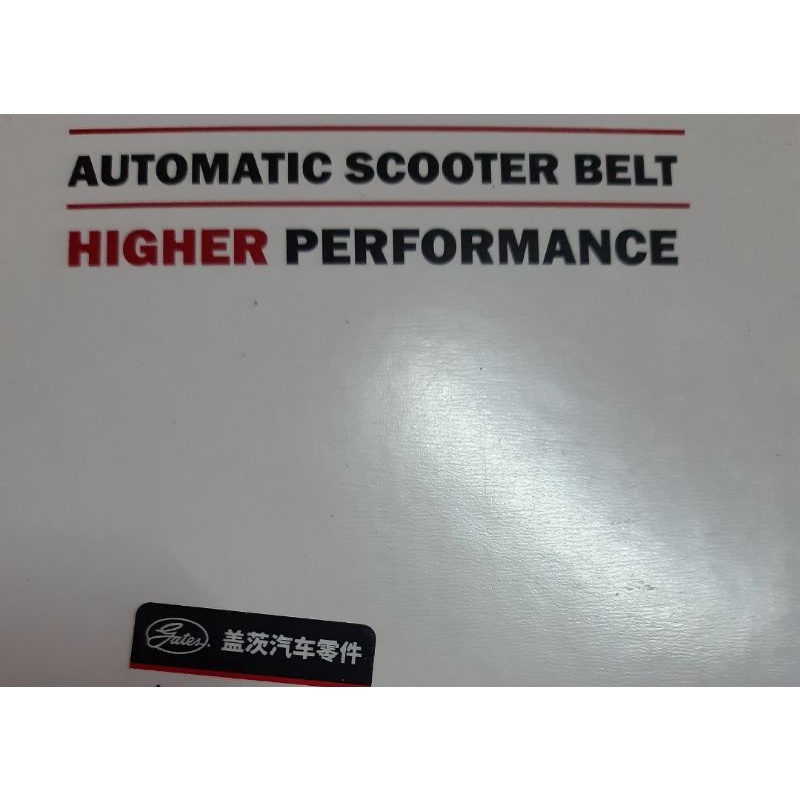 AUTOMATIC SCOOTER BELT
HIGHER PERFORMANCE
Gates 盖茨汽车零件